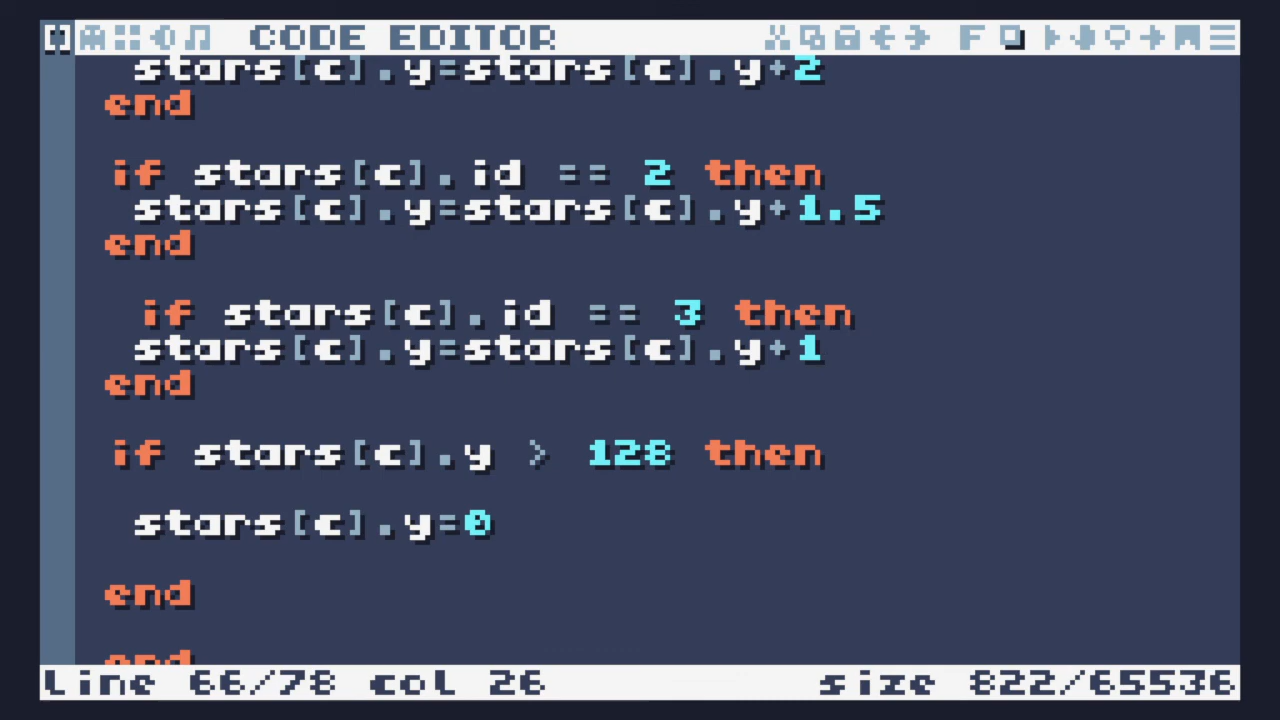 CODE EDITOR
F
stars[c].y=stars[c].y+2
end
if stars[c].id == 2 then
stars[c].y=stars[c].y+1.5
end
if stars[c].id == 3 then
stars[c].y=stars[c].y+1
end
if stars[c].y > 128 then
stars[c].y=0
end
end
line 66/78 col 26
size 822/65536